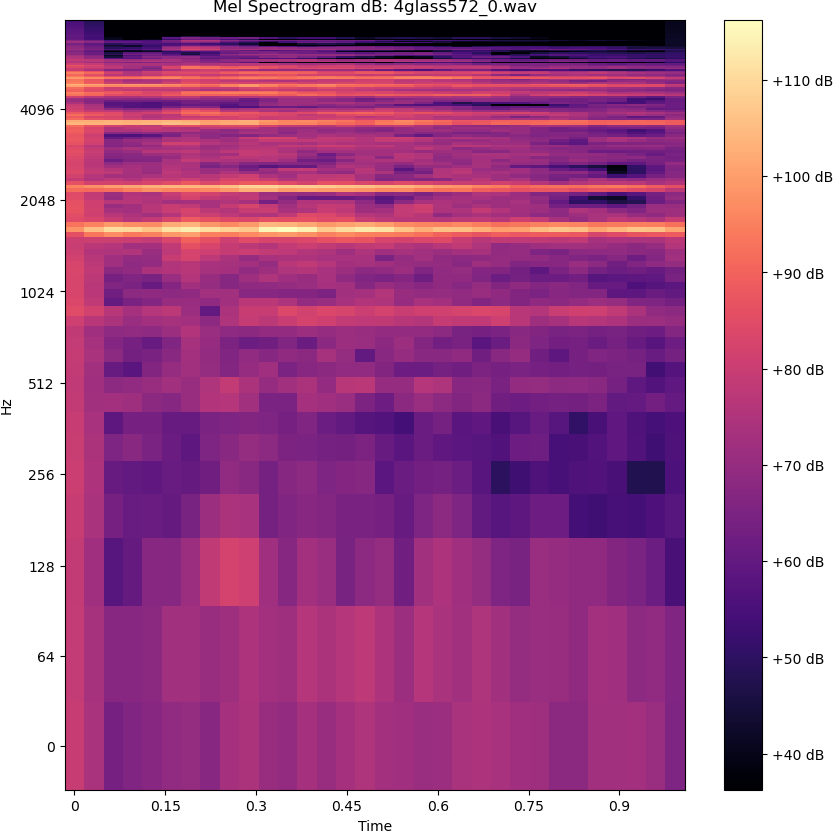 Mel Spectrogram dB: 4glass572_0.wav
4096
2048
1024
512
256
128
64
0
Hz
0 0.15 0.3 0.45 0.6 0.75 0.9
Time
+110 dB
+100 dB
+90 dB
+80 dB
+70 dB
+60 dB
+50 dB
+40 dB